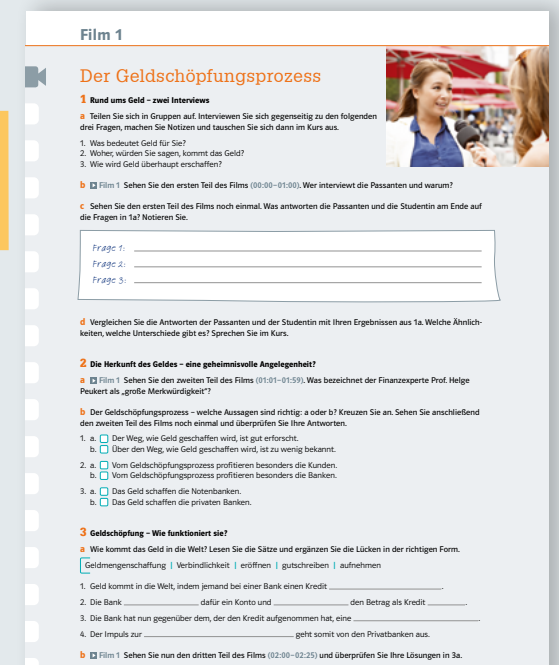 Film 1
Der Geldschöpfungsprozess
1 Rund ums Geld – zwei Interviews
a Teilen Sie sich in Gruppen auf. Interviewen Sie sich gegenseitig zu den folgenden
drei Fragen, machen Sie Notizen und tauschen Sie sich dann im Kurs aus.
1. Was bedeutet Geld für Sie?
2. Woher, würden Sie sagen, kommt das Geld?
3. Wie wird Geld überhaupt erschaffen?
b Film 1 Sehen Sie den ersten Teil des Films (00:00–01:00). Wer interviewt die Passanten und warum?
c Sehen Sie den ersten Teil des Films noch einmal. Was antworten die Passanten und die Studentin am Ende auf
die Fragen in 1a? Notieren Sie.
Frage 1:
Frage 2:
Frage 3:
d Vergleichen Sie die Antworten der Passanten und der Studentin mit Ihren Ergebnissen aus 1a. Welche Ähnlich-
keiten, welche Unterschiede gibt es? Sprechen Sie im Kurs.
2 Die Herkunft des Geldes – eine geheimnisvolle Angelegenheit?
a Film 1 Sehen Sie den zweiten Teil des Films (01:01–01:59). Was bezeichnet der Finanzexperte Prof. Helge
Peukert als „große Merkwürdigkeit"?
b Der Geldschöpfungsprozess – welche Aussagen sind richtig: a oder b? Kreuzen Sie an. Sehen Sie anschließend
den zweiten Teil des Films noch einmal und überprüfen Sie Ihre Antworten.
1. a. Der Weg, wie Geld geschaffen wird, ist gut erforscht.
b. Über den Weg, wie Geld geschaffen wird, ist zu wenig bekannt.
2. a. Vom Geldschöpfungsprozess profitieren besonders die Kunden.
b. Vom Geldschöpfungsprozess profitieren besonders die Banken.
3. a. Das Geld schaffen die Notenbanken.
b. Das Geld schaffen die privaten Banken.
3 Geldschöpfung – Wie funktioniert sie?
a Wie kommt das Geld in die Welt? Lesen Sie die Sätze und ergänzen Sie die Lücken in der richtigen Form.
Geldmengenschaffung | Verbindlichkeit | eröffnen | gutschreiben | aufnehmen
1. Geld kommt in die Welt, indem jemand bei einer Bank einen Kredit ______.
2. Die Bank ______ dafür ein Konto und ______ den Betrag als Kredit ______.
3. Die Bank hat nun gegenüber dem, der den Kredit aufgenommen hat, eine ______.
4. Der Impuls zur ______ geht somit von den Privatbanken aus.
b Film 1 Sehen Sie nun den dritten Teil des Films (02:00–02:25) und überprüfen Sie Ihre Lösungen in 3a.